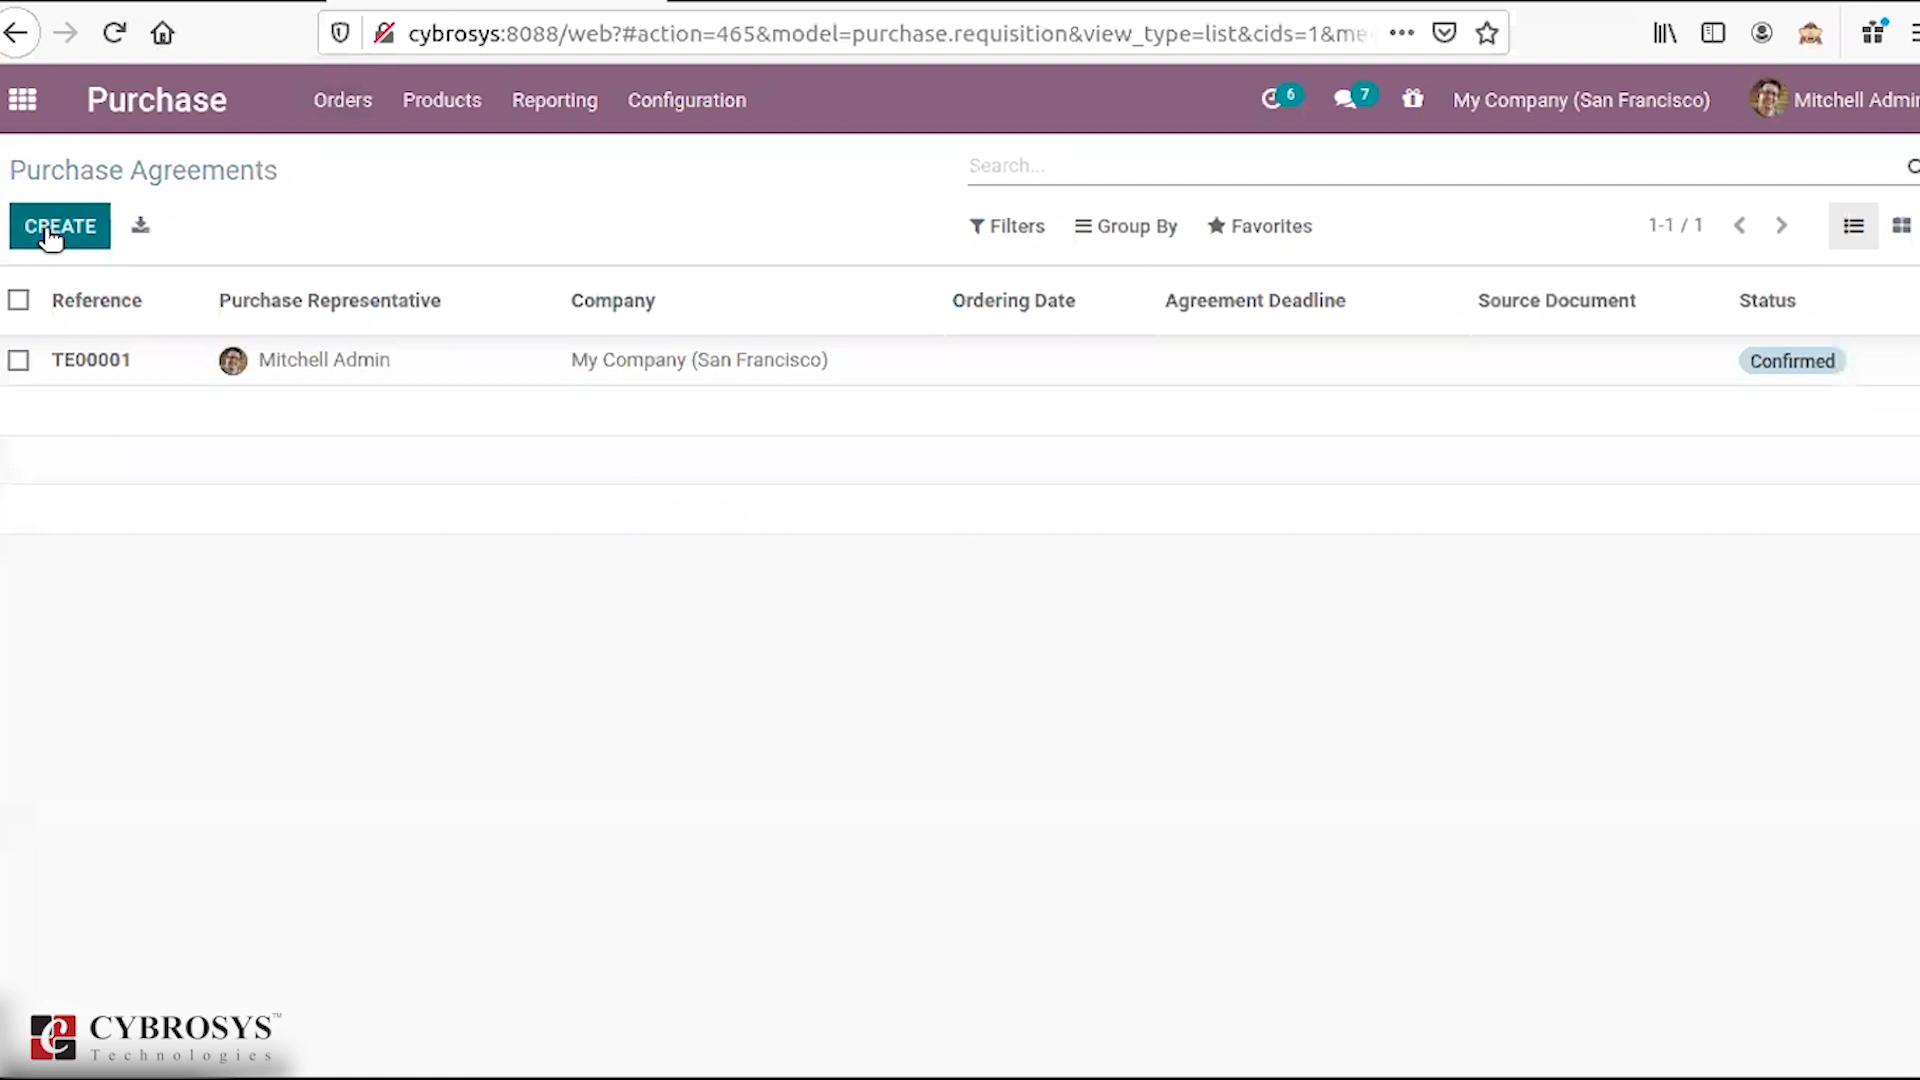 cybrosys:8088/web?#action=465&model=purchase.requisition&view_type=list&cids=1&me
Purchase Orders Products Reporting Configuration 6 7 My Company (San Francisco) Mitchell Admin
Purchase Agreements Search...
CREATE Filters Group By Favorites 1-1 / 1
Reference Purchase Representative Company Ordering Date Agreement Deadline Source Document Status
TE00001 Mitchell Admin My Company (San Francisco) Confirmed
CYBROSYS™
Technologies